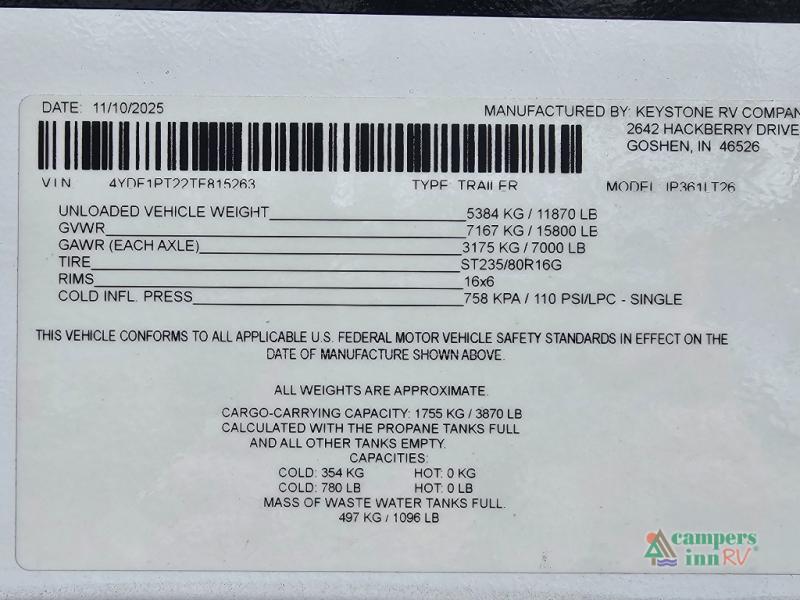 DATE: 11/10/2025
MANUFACTURED BY: KEYSTONE RV COMPAN
2642 HACKBERRY DRIVE
GOSHEN, IN 46526
VIN 4YDF1PT22TF815263 TYPE: TRAILER MODEL IP361LT26
UNLOADED VEHICLE WEIGHT 5384 KG / 11870 LB
GVWR 7167 KG / 15800 LB
GAWR (EACH AXLE) 3175 KG / 7000 LB
TIRE ST235/80R16G
RIMS 16x6
COLD INFL. PRESS 758 KPA / 110 PSI/LPC - SINGLE
THIS VEHICLE CONFORMS TO ALL APPLICABLE U.S. FEDERAL MOTOR VEHICLE SAFETY STANDARDS IN EFFECT ON THE
DATE OF MANUFACTURE SHOWN ABOVE.
ALL WEIGHTS ARE APPROXIMATE.
CARGO-CARRYING CAPACITY: 1755 KG / 3870 LB
CALCULATED WITH THE PROPANE TANKS FULL
AND ALL OTHER TANKS EMPTY.
CAPACITIES:
COLD: 354 KG HOT: 0 KG
COLD: 780 LB HOT: 0 LB
MASS OF WASTE WATER TANKS FULL.
497 KG / 1096 LB
campers
inn RV®